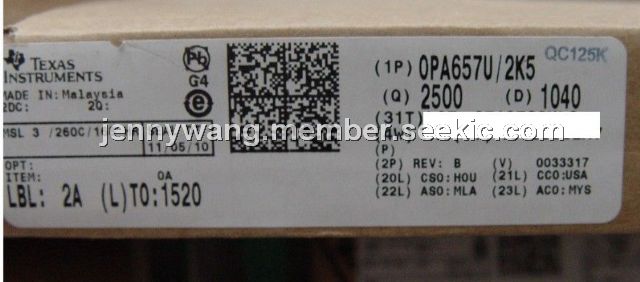 TEXAS
INSTRUMENTS
MADE IN: Malaysia
2DC: 2Q:
MSL 3 /260C/1
11/05/10
OPT:
ITEM:
0A
LBL: 2A (L)TO:1520
Pb
G4
e
QC125K
(1P) OPA657U/2K5
(Q) 2500 (D) 1040
(31T)
(P)
(2P) REV: B (V) 0033317
(20L) CSO:HOU (21L) CCO:USA
(22L) ASO:MLA (23L) ACO:MYS
jennywang.member.seekic.com